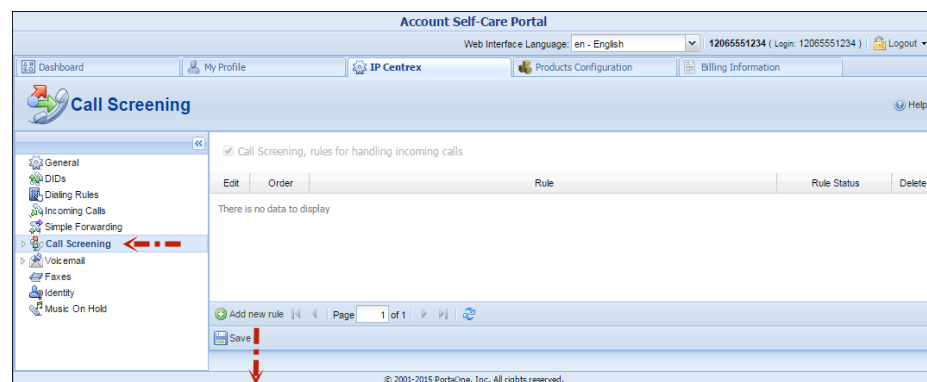 Account Self-Care Portal
Web Interface Language: en - English 12065551234 ( Login: 12065551234 ) Logout
Dashboard My Profile IP Centrex Products Configuration Billing Information
Call Screening Help
Call Screening, rules for handling incoming calls
General
DIDs
Dialing Rules
Incoming Calls
Simple Forwarding
Call Screening
Voicemail
Faxes
Identity
Music On Hold
Edit Order Rule Rule Status Delete
There is no data to display
Add new rule Page 1 of 1
Save
© 2001-2015 PortaOne, Inc. All rights reserved.